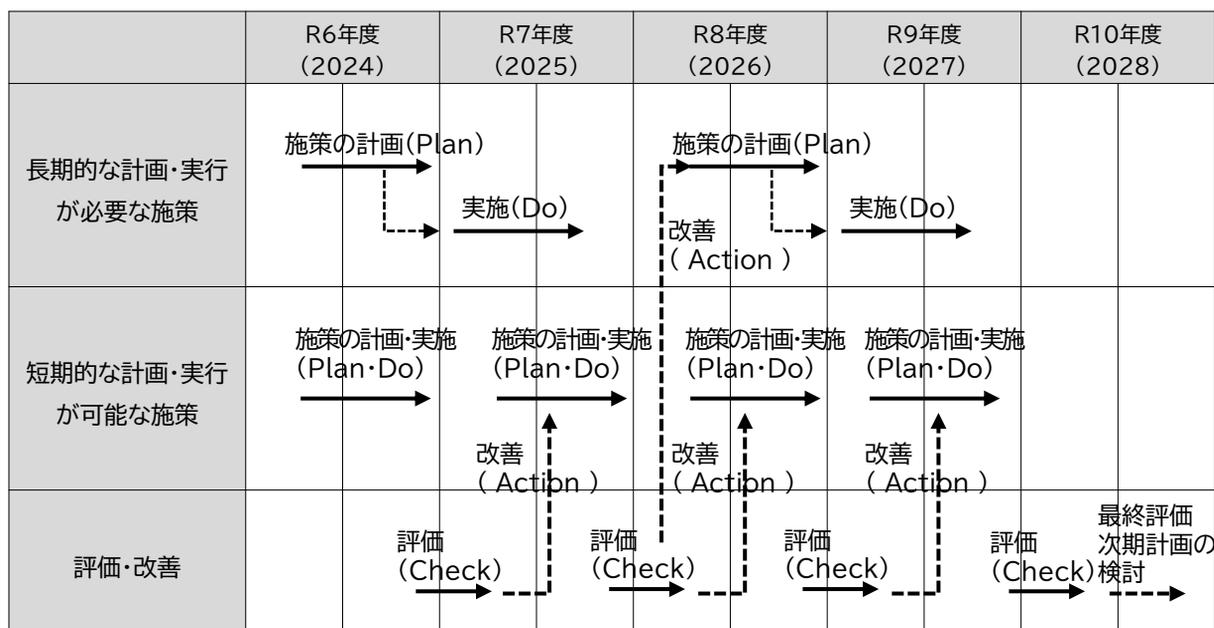 R6年度
(2024)
R7年度
(2025)
R8年度
(2026)
R9年度
(2027)
R10年度
(2028)
長期的な計画・実行
が必要な施策
施策の計画(Plan)
実施(Do)
改善
( Action )
施策の計画(Plan)
実施(Do)
短期的な計画・実行
が可能な施策
施策の計画・実施
(Plan・Do)
施策の計画・実施
(Plan・Do)
施策の計画・実施
(Plan・Do)
施策の計画・実施
(Plan・Do)
改善
( Action )
改善
( Action )
改善
( Action )
評価・改善
評価
(Check)
評価
(Check)
評価
(Check)
評価
(Check)
最終評価
次期計画の
検討